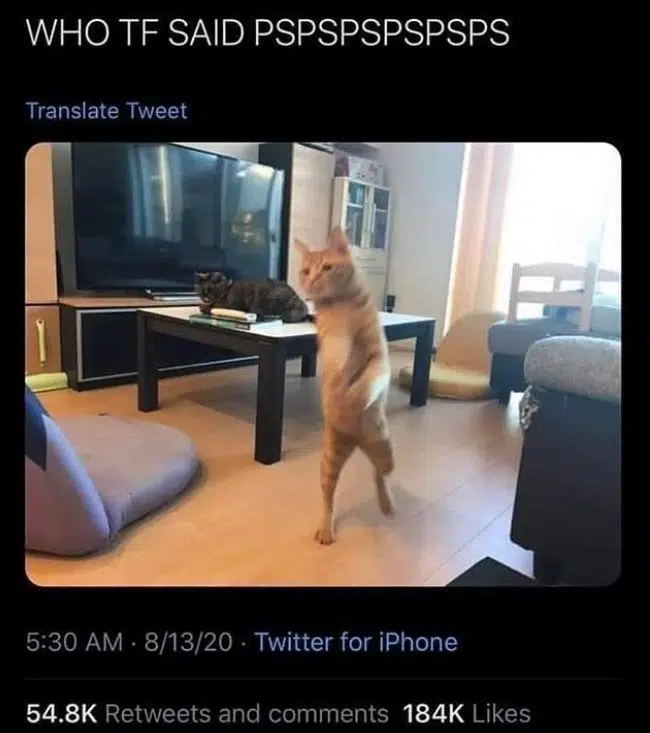 WHO TF SAID PSPSPSPSPSPS
Translate Tweet
5:30 AM · 8/13/20 · Twitter for iPhone
54.8K Retweets and comments 184K Likes